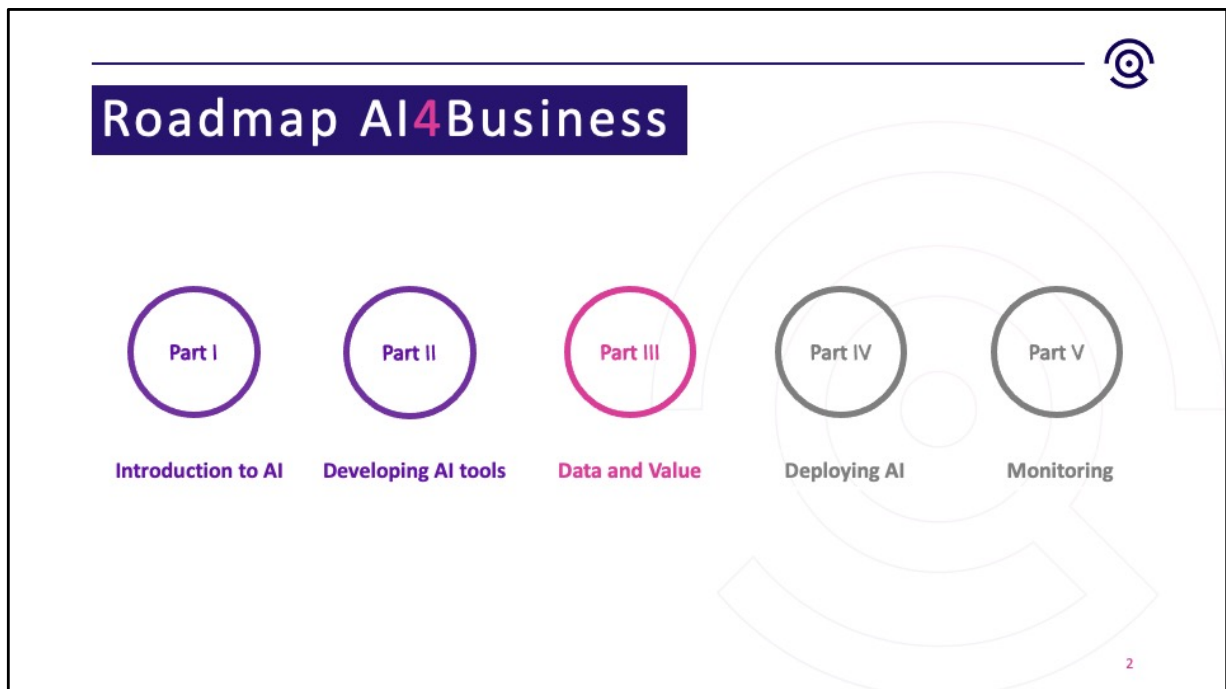 Roadmap AI4Business
Part I
Part II
Part III
Part IV
Part V
Introduction to AI
Developing AI tools
Data and Value
Deploying AI
Monitoring
2